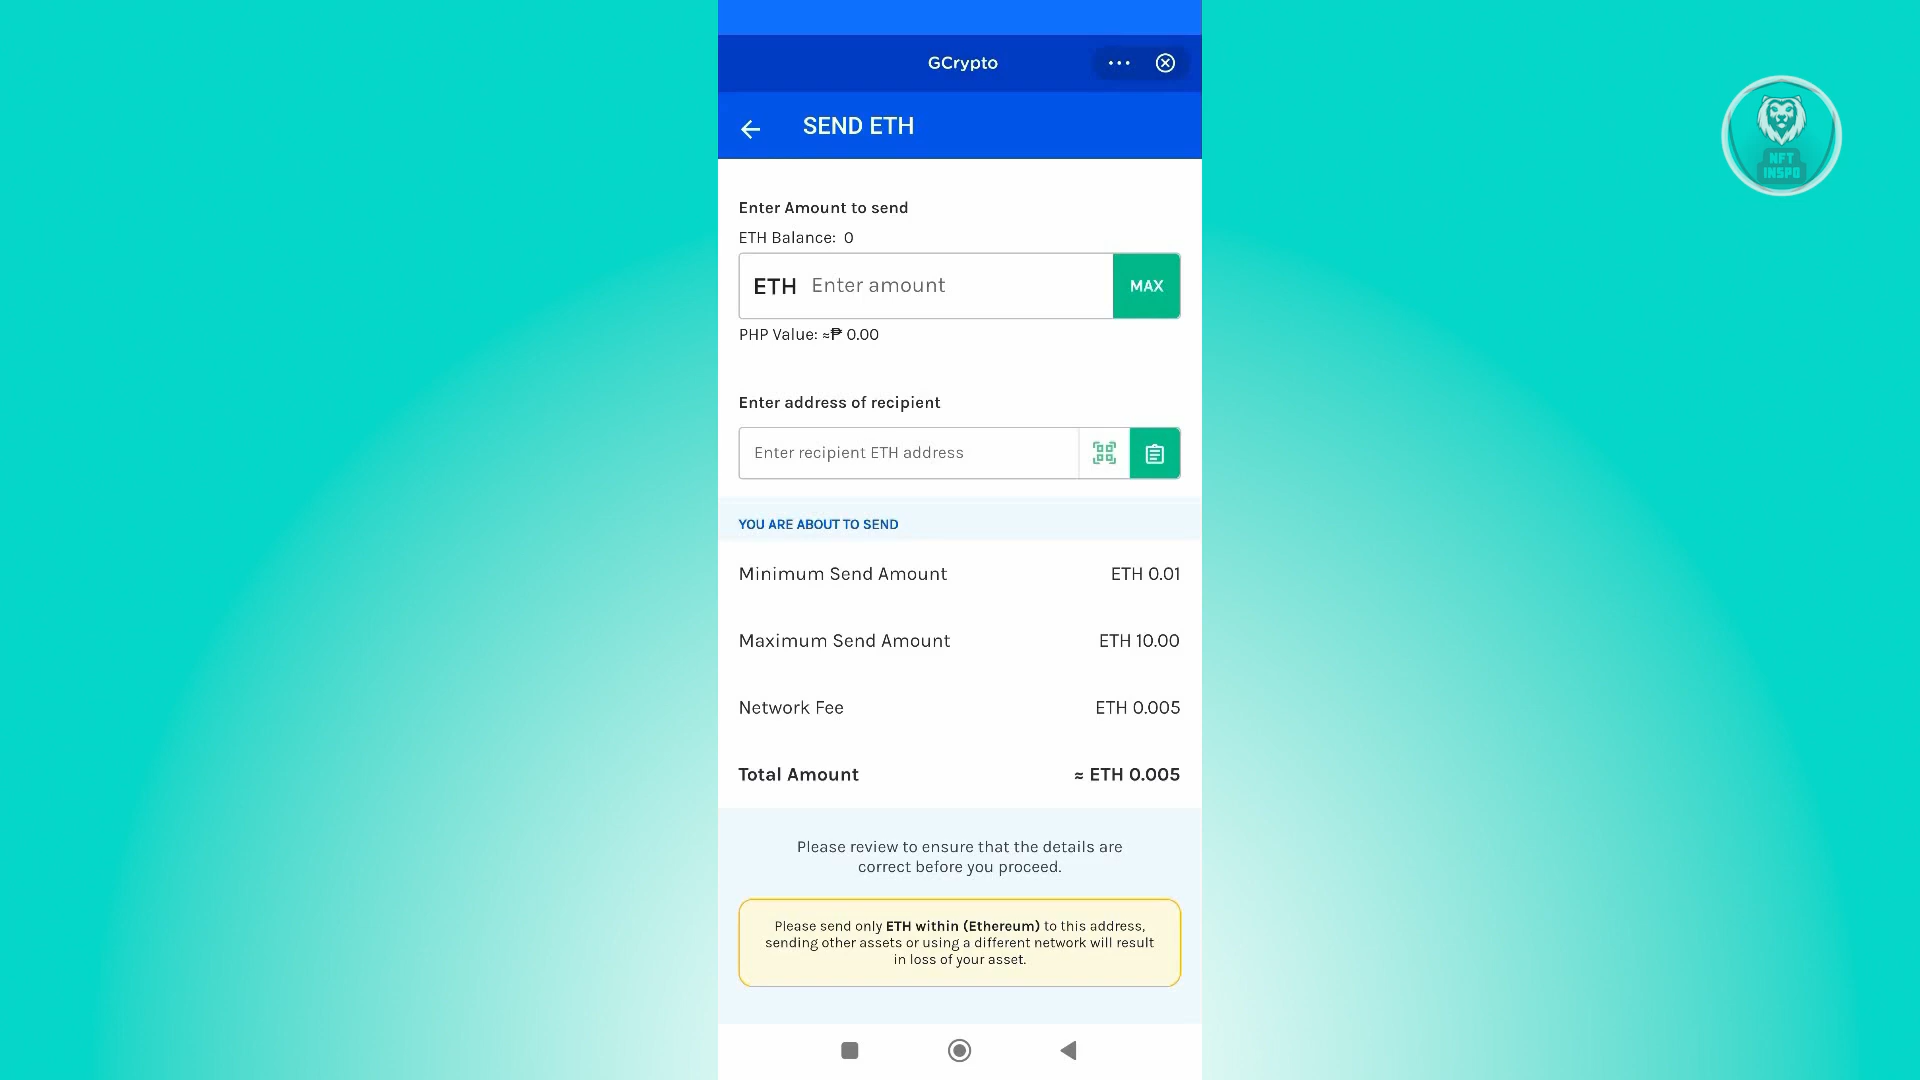 GCrypto
SEND ETH
NFT
INSPO
Enter Amount to send
ETH Balance: 0
ETH Enter amount MAX
PHP Value: ≈₱ 0.00
Enter address of recipient
Enter recipient ETH address
YOU ARE ABOUT TO SEND
Minimum Send Amount ETH 0.01
Maximum Send Amount ETH 10.00
Network Fee ETH 0.005
Total Amount ≈ ETH 0.005
Please review to ensure that the details are
correct before you proceed.
Please send only ETH within (Ethereum) to this address,
sending other assets or using a different network will result
in loss of your asset.